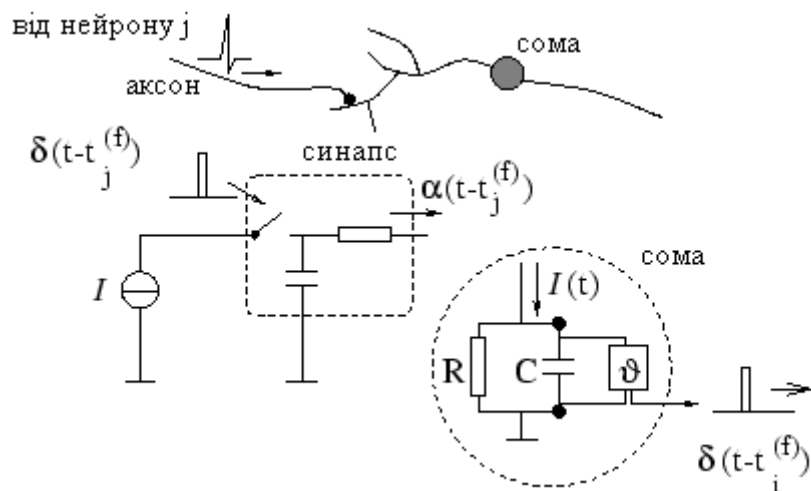 від нейрону j
аксон
сома
синапс
δ(t-t_j^(f))
α(t-t_j^(f))
I
сома
I(t)
R
C
ϑ
δ(t-t_i^(f))